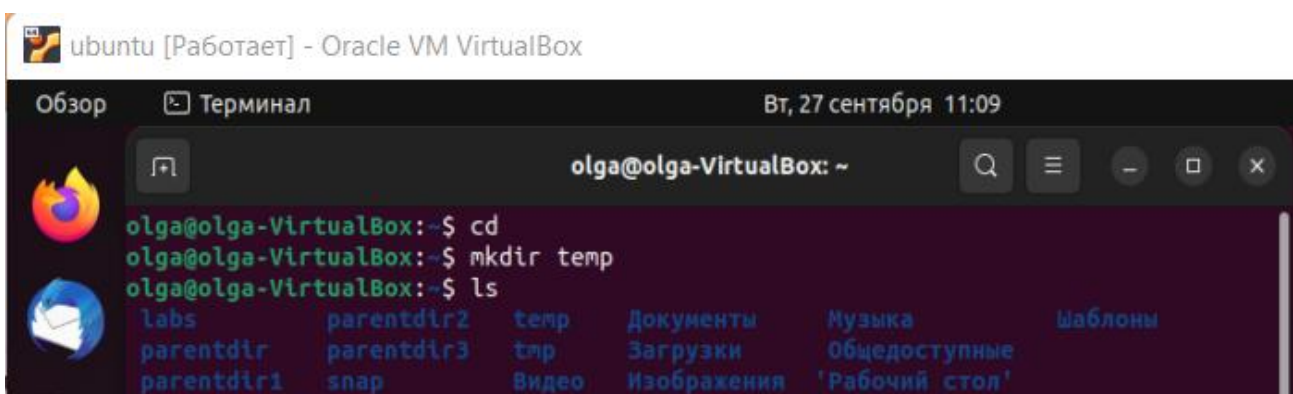 ubuntu [Работает] - Oracle VM VirtualBox
Обзор Терминал Вт, 27 сентября 11:09
olga@olga-VirtualBox: ~
olga@olga-VirtualBox:~$ cd
olga@olga-VirtualBox:~$ mkdir temp
olga@olga-VirtualBox:~$ ls
labs parentdir2 temp Документы Музыка Шаблоны
parentdir parentdir3 tmp Загрузки Общедоступные
parentdir1 snap Видео Изображения 'Рабочий стол'